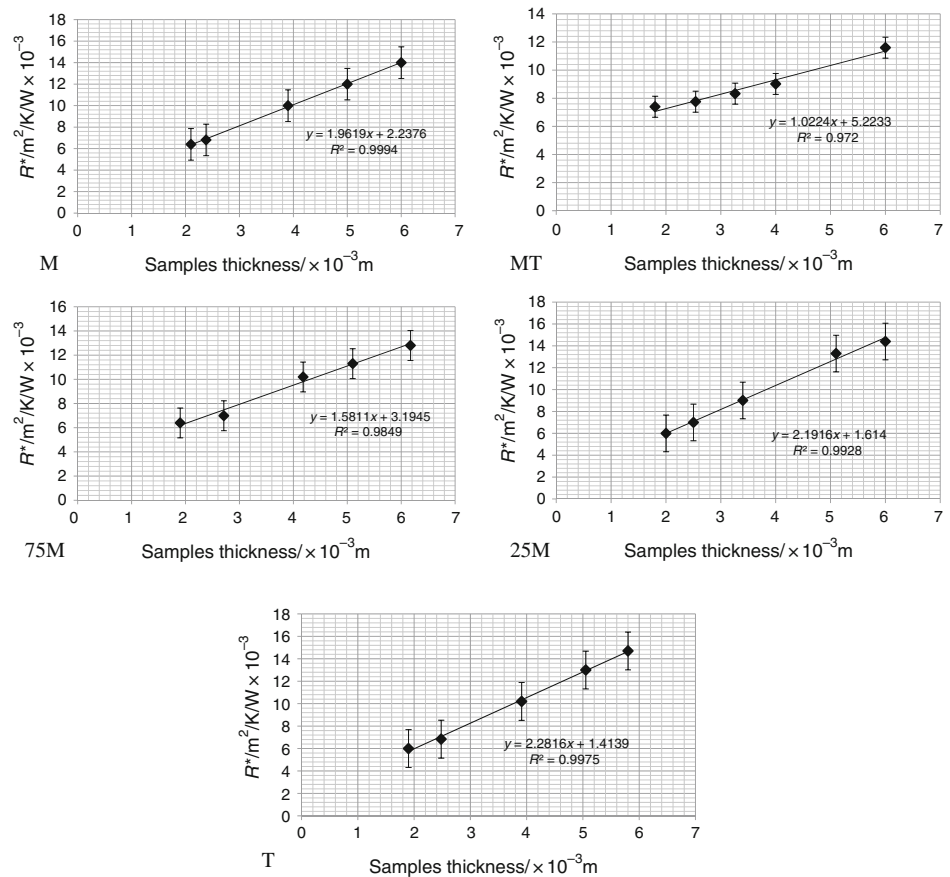 18
16
14
12
10
8
6
4
2
0
R*/m²/K/W × 10⁻³
y = 1.9619x + 2.2376
R² = 0.9994
0 1 2 3 4 5 6 7
M Samples thickness/ × 10⁻³m
14
12
10
8
6
4
2
0
R*/m²/K/W × 10⁻³
y = 1.0224x + 5.2233
R² = 0.972
0 1 2 3 4 5 6 7
MT Samples thickness/ × 10⁻³m
16
14
12
10
8
6
4
2
0
R*/m²/K/W × 10⁻³
y = 1.5811x + 3.1945
R² = 0.9849
0 1 2 3 4 5 6 7
75M Samples thickness/ × 10⁻³m
18
16
14
12
10
8
6
4
2
0
R*/m²/K/W × 10⁻³
y = 2.1916x + 1.614
R² = 0.9928
0 1 2 3 4 5 6 7
25M Samples thickness/ × 10⁻³m
18
16
14
12
10
8
6
4
2
0
R*/m²/K/W × 10⁻³
y = 2.2816x + 1.4139
R² = 0.9975
0 1 2 3 4 5 6 7
T Samples thickness/ × 10⁻³m